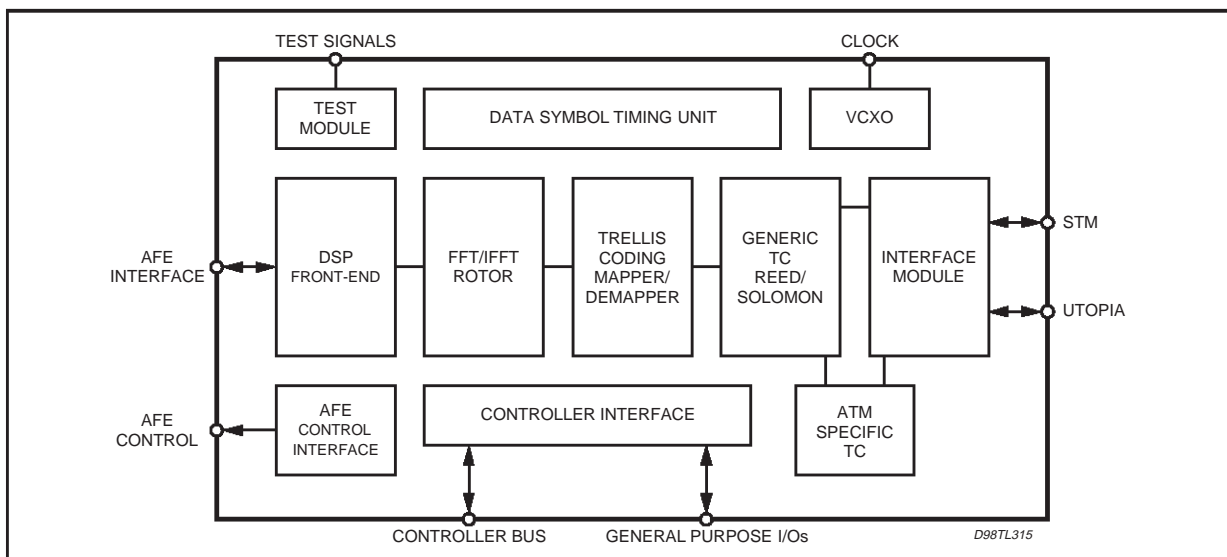 TEST SIGNALS
CLOCK
TEST
MODULE
DATA SYMBOL TIMING UNIT
VCXO
AFE
INTERFACE
DSP
FRONT-END
FFT/IFFT
ROTOR
TRELLIS
CODING
MAPPER/
DEMAPPER
GENERIC
TC
REED/
SOLOMON
INTERFACE
MODULE
STM
UTOPIA
AFE
CONTROL
AFE
CONTROL
INTERFACE
CONTROLLER INTERFACE
ATM
SPECIFIC
TC
CONTROLLER BUS
GENERAL PURPOSE I/Os
D98TL315